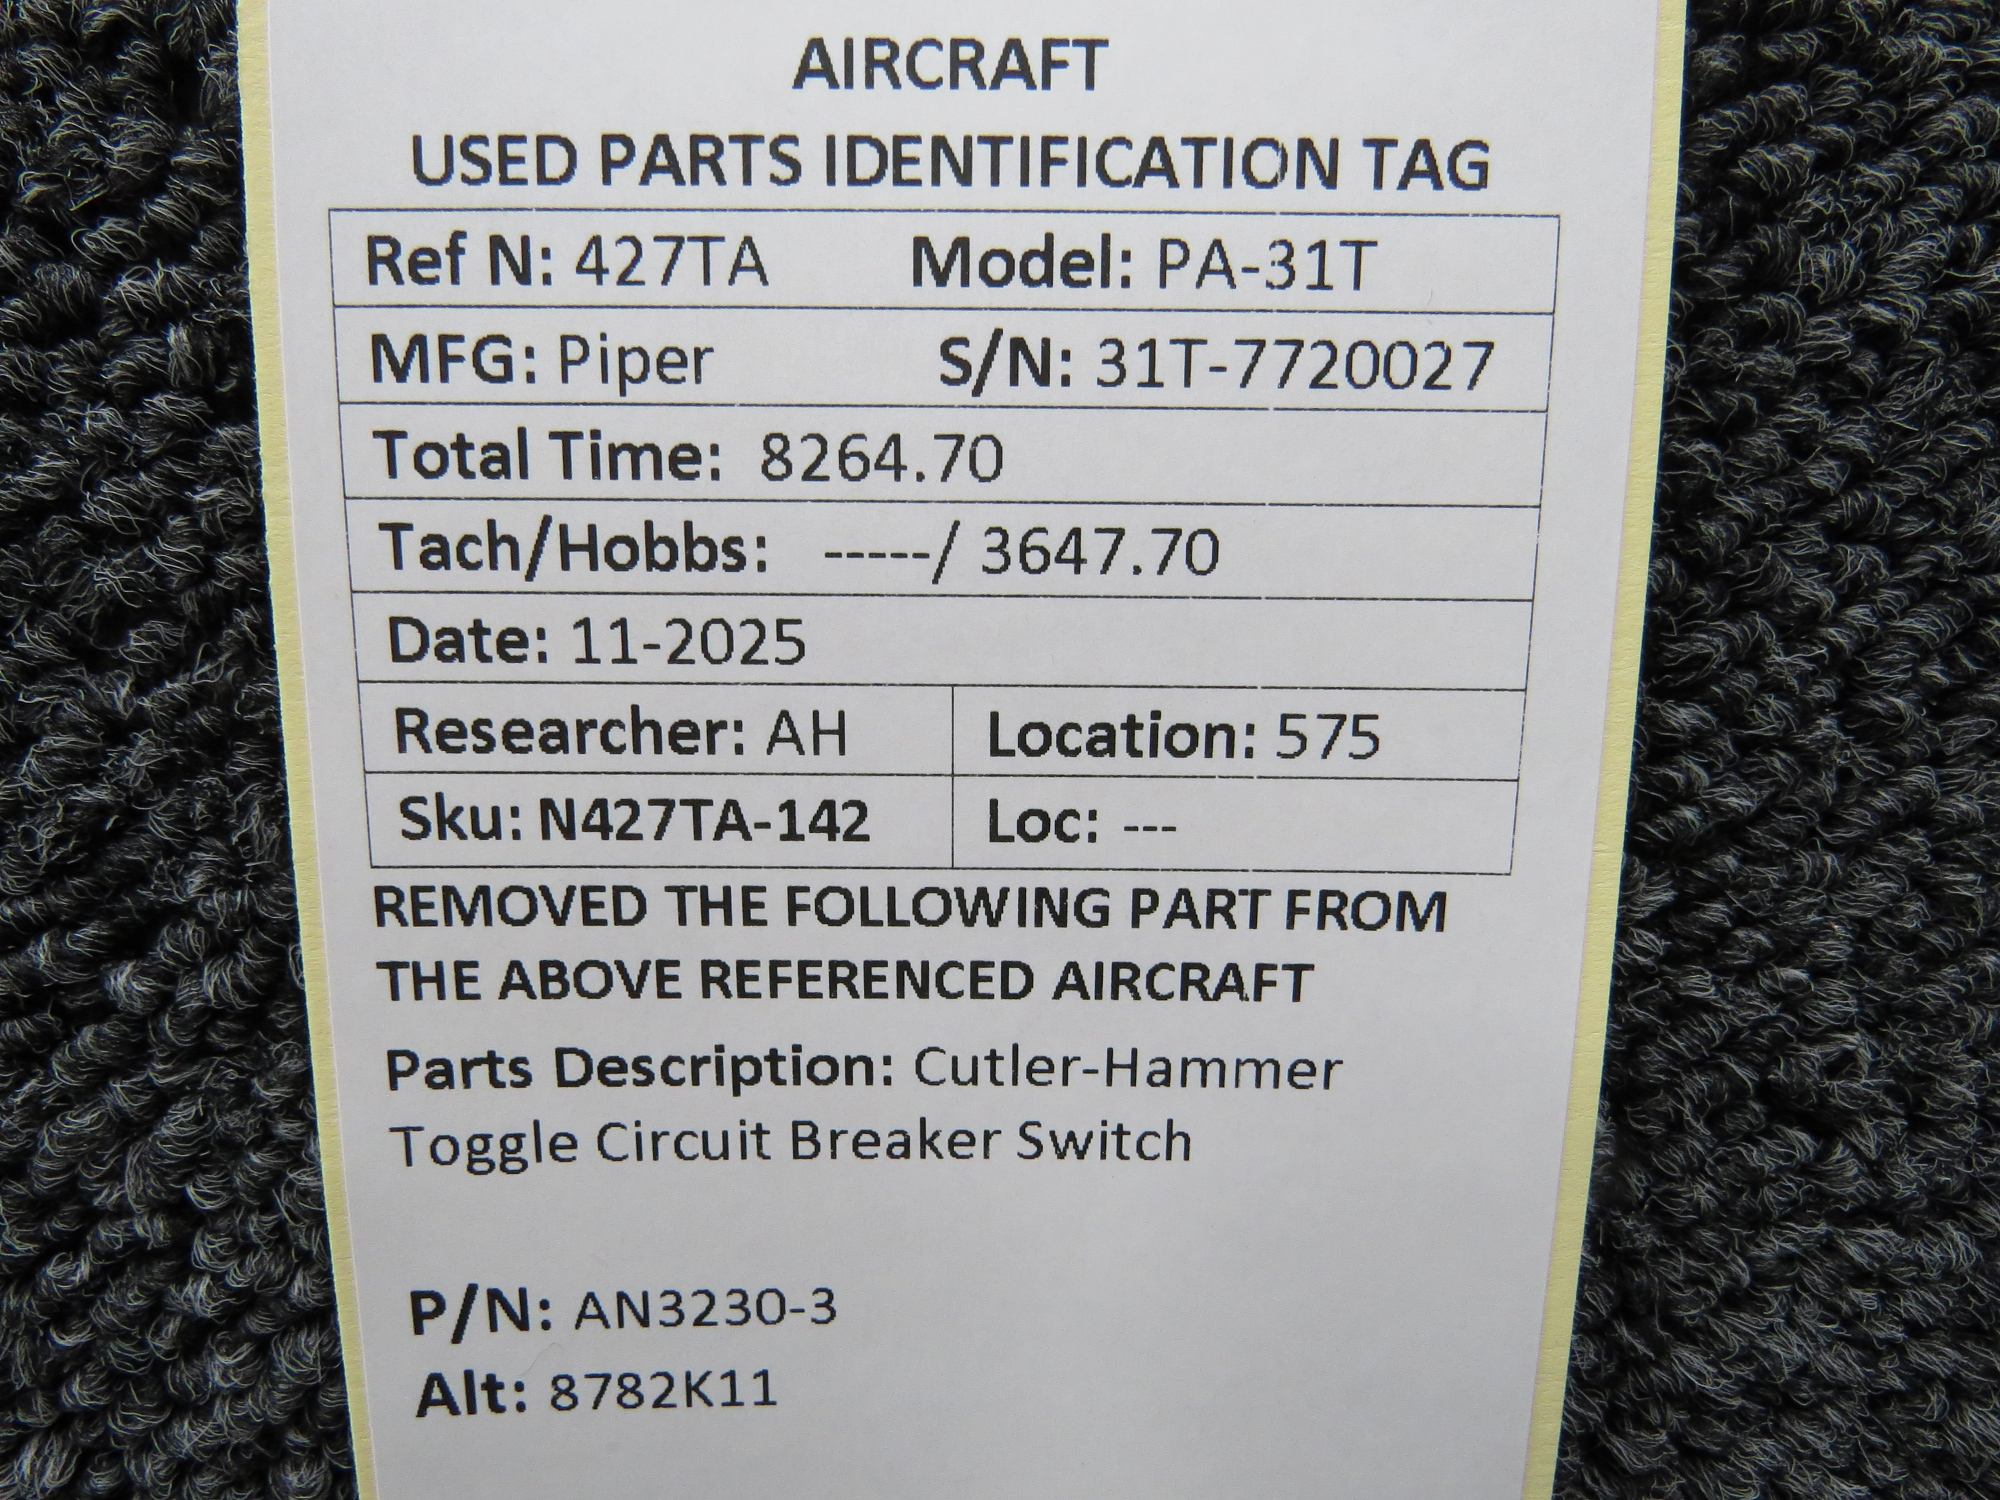 AIRCRAFT
USED PARTS IDENTIFICATION TAG
Ref N: 427TA Model: PA-31T
MFG: Piper S/N: 31T-7720027
Total Time: 8264.70
Tach/Hobbs: -----/ 3647.70
Date: 11-2025
Researcher: AH Location: 575
Sku: N427TA-142 Loc: ---
REMOVED THE FOLLOWING PART FROM
THE ABOVE REFERENCED AIRCRAFT
Parts Description: Cutler-Hammer
Toggle Circuit Breaker Switch
P/N: AN3230-3
Alt: 8782K11